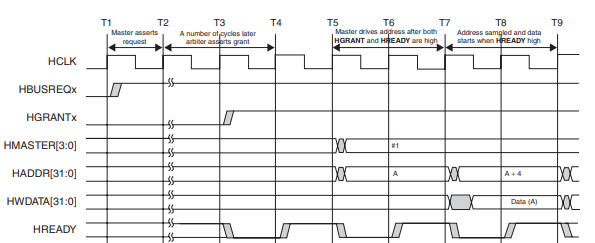 T1 T2 T3 T4 T5 T6 T7 T8 T9
Master asserts
request
A number of cycles later
arbiter asserts grant
Master drives address after both
HGRANT and HREADY are high
Address sampled and data
starts when HREADY high
HCLK
HBUSREQx
HGRANTx
HMASTER[3:0] #1
HADDR[31:0] A A + 4
HWDATA[31:0] Data (A)
HREADY